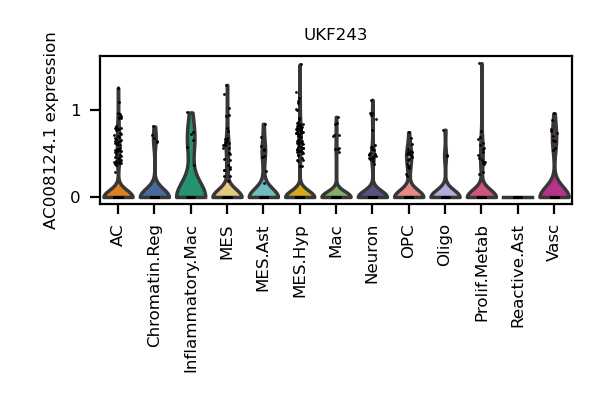 UKF243
AC008124.1 expression
1
0
AC
Chromatin.Reg
Inflammatory.Mac
MES
MES.Ast
MES.Hyp
Mac
Neuron
OPC
Oligo
Prolif.Metab
Reactive.Ast
Vasc